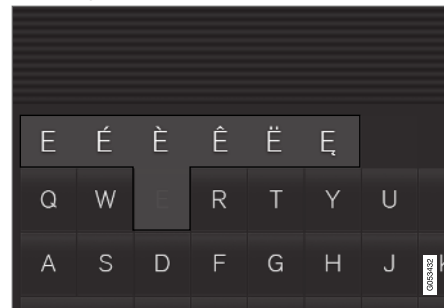 E É È Ê Ë Ę
Q W E R T Y U
A S D F G H J K
G053432